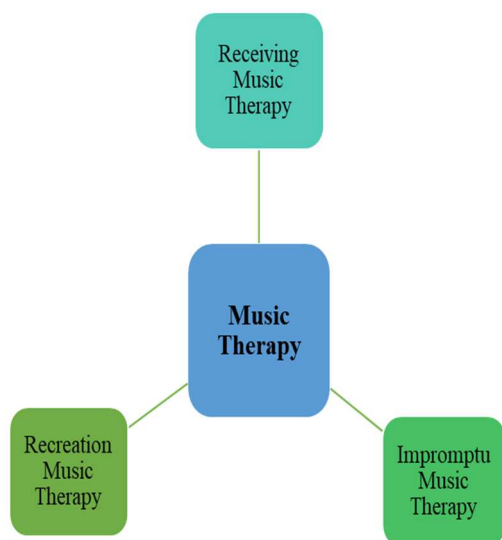 Receiving
Music
Therapy
Music
Therapy
Recreation
Music
Therapy
Impromptu
Music
Therapy